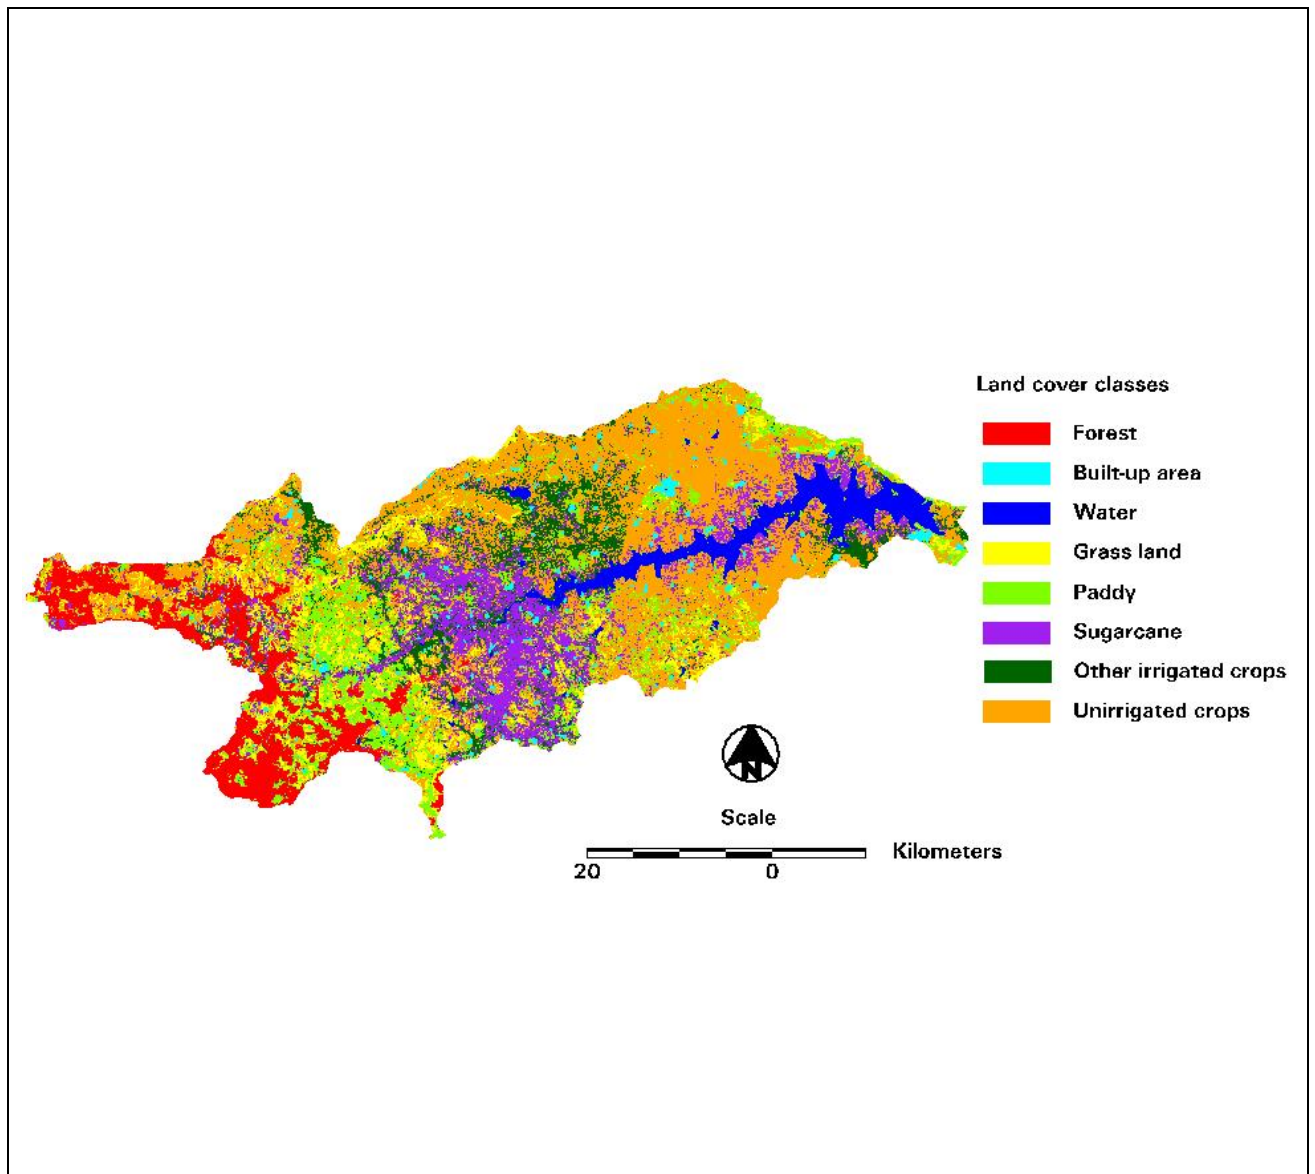 Land cover classes
Forest
Built-up area
Water
Grass land
Paddy
Sugarcane
Other irrigated crops
Unirrigated crops
N
Scale
Kilometers
20 0